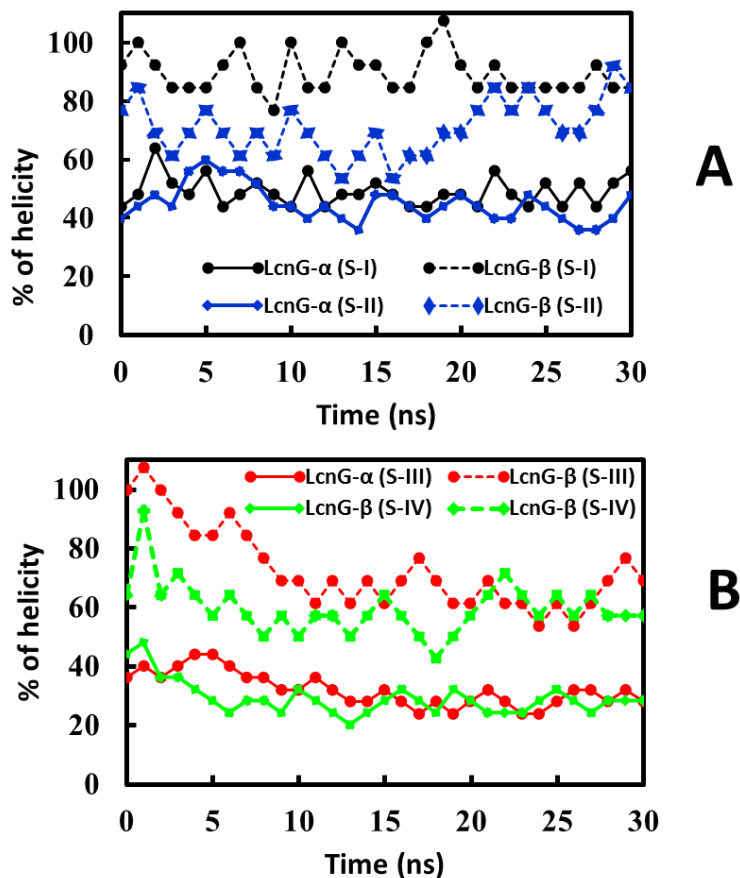 100
80
60
40
20
0
% of helicity
LcnG-α (S-I) LcnG-β (S-I)
LcnG-α (S-II) LcnG-β (S-II)
0 5 10 15 20 25 30
Time (ns)
A
100
80
60
40
20
0
% of helicity
LcnG-α (S-III) LcnG-β (S-III)
LcnG-β (S-IV) LcnG-β (S-IV)
0 5 10 15 20 25 30
Time (ns)
B